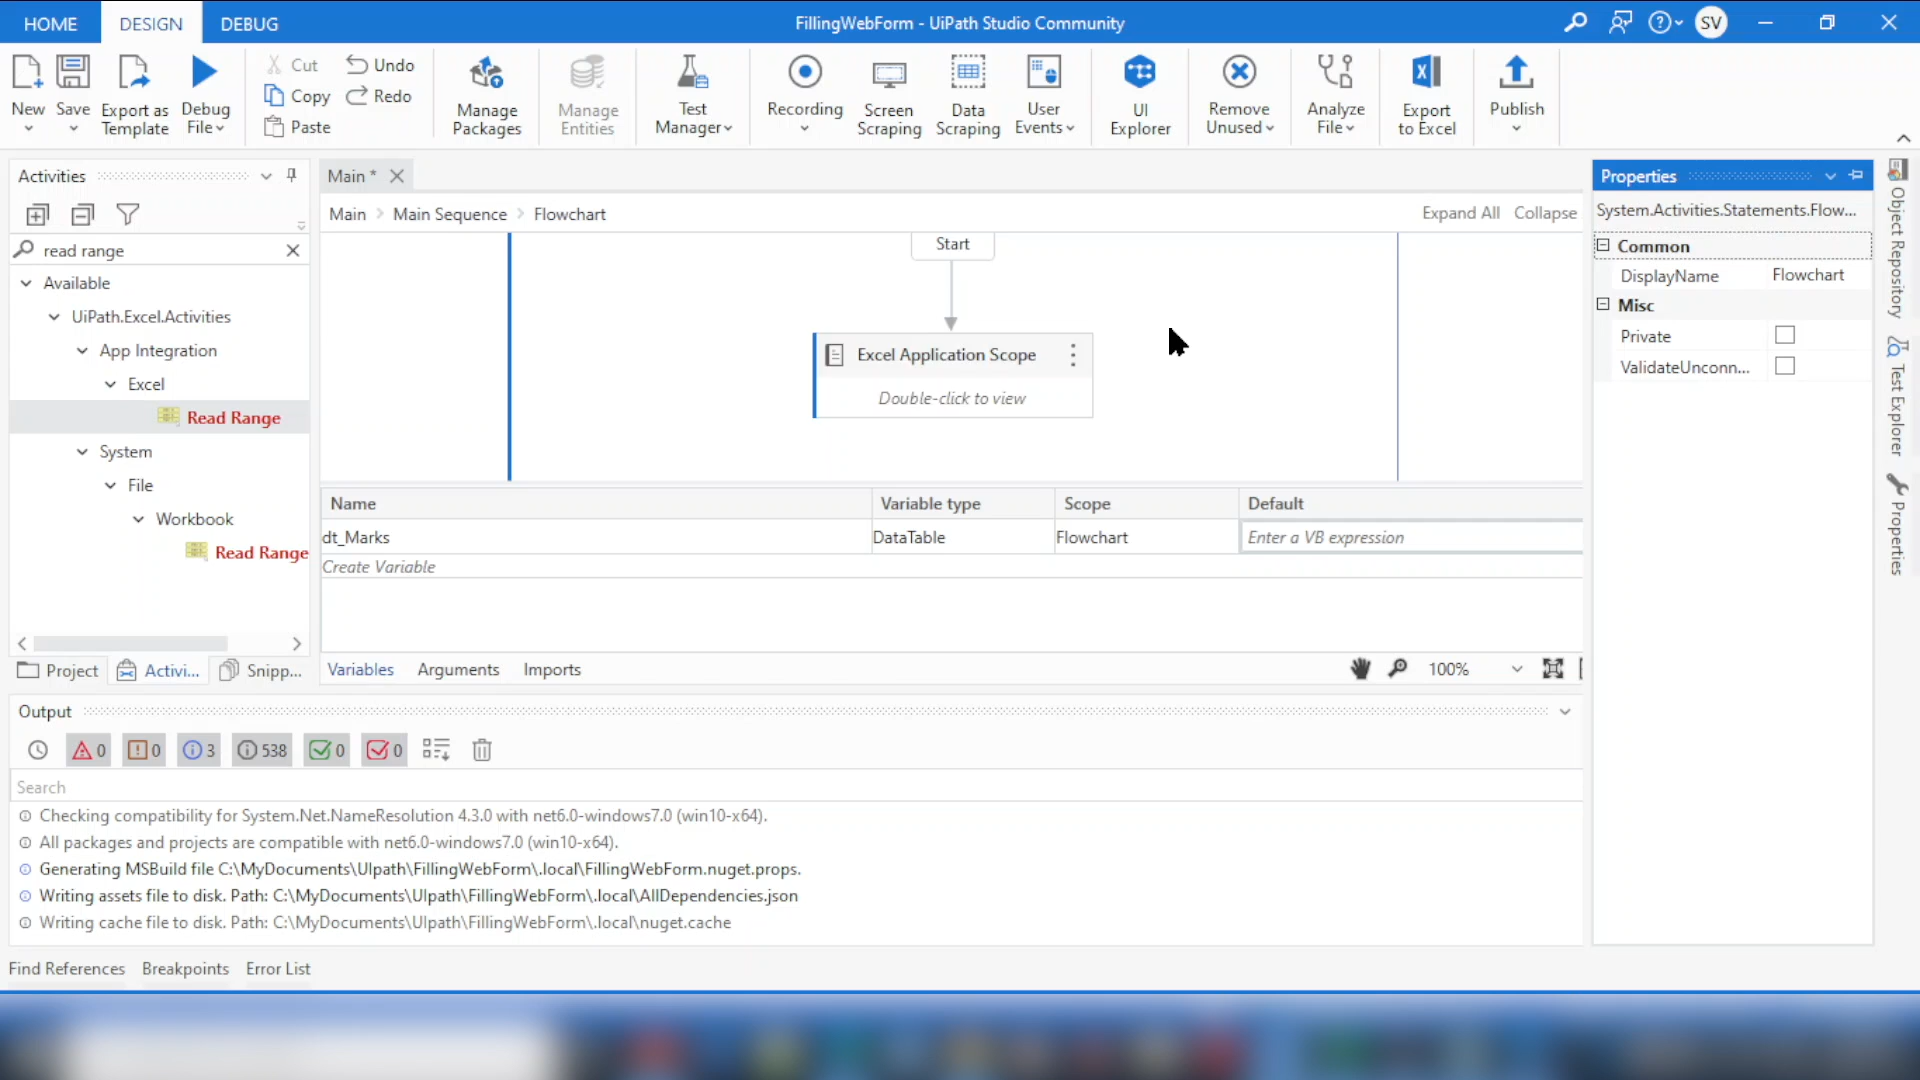 HOME DESIGN DEBUG FillingWebForm - UiPath Studio Community SV
New Save Export as Template Debug File
Cut Copy Paste Undo Redo
Manage Packages Manage Entities Test Manager
Recording Screen Scraping Data Scraping User Events
UI Explorer Remove Unused Analyze File Export to Excel Publish
Activities
read range
Available
UiPath.Excel.Activities
App Integration
Excel
Read Range
System
File
Workbook
Read Range
Project Activi... Snipp...
Main *
Main > Main Sequence > Flowchart Expand All Collapse
Start
Excel Application Scope
Double-click to view
Name Variable type Scope Default
dt_Marks DataTable Flowchart Enter a VB expression
Create Variable
Variables Arguments Imports 100%
Properties
System.Activities.Statements.Flow...
Common
DisplayName Flowchart
Misc
Private
ValidateUnconn...
Object Repository
Test Explorer
Properties
Output
0 0 3 538 0 0
Search
Checking compatibility for System.Net.NameResolution 4.3.0 with net6.0-windows7.0 (win10-x64).
All packages and projects are compatible with net6.0-windows7.0 (win10-x64).
Generating MSBuild file C:\MyDocuments\UIpath\FillingWebForm\.local\FillingWebForm.nuget.props.
Writing assets file to disk. Path: C:\MyDocuments\UIpath\FillingWebForm\.local\AllDependencies.json
Writing cache file to disk. Path: C:\MyDocuments\UIpath\FillingWebForm\.local\nuget.cache
Find References Breakpoints Error List